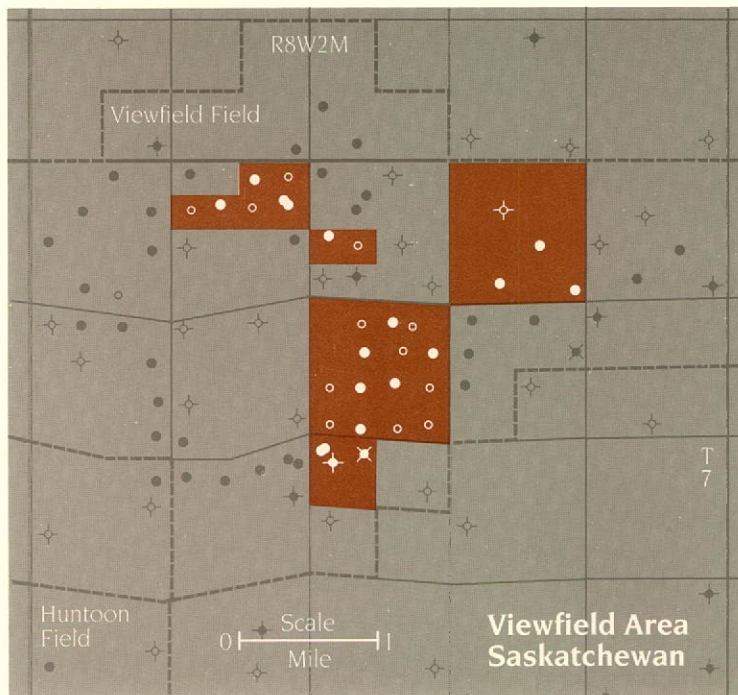 R8W2M
Viewfield Field
T
7
Huntoon
Field
Scale
0 1
Mile
Viewfield Area
Saskatchewan